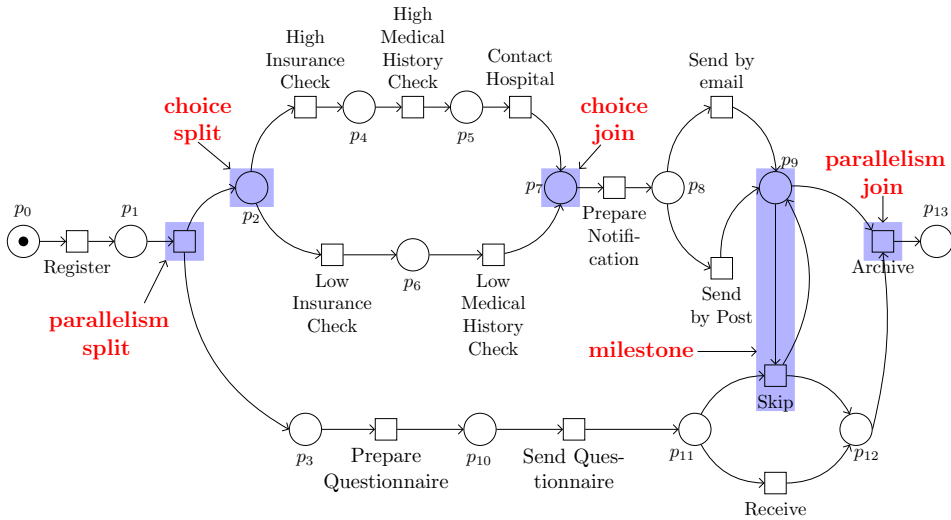 High
Insurance
Check
High
Medical
History
Check
Contact
Hospital
Send by
email
choice
split
choice
join
parallelism
join
p4
p5
p9
p7
p8
p2
p0
p1
p13
Register
Prepare
Notifi-
cation
Archive
p6
Low
Insurance
Check
Low
Medical
History
Check
Send
by Post
parallelism
split
milestone
Skip
p3
p10
p11
p12
Prepare
Questionnaire
Send Ques-
tionnaire
Receive